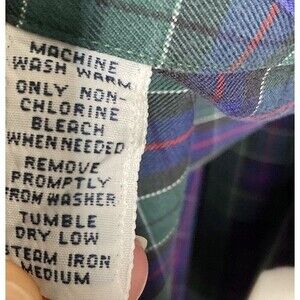 MACHINE
WASH WARM
ONLY NON-
CHLORINE
BLEACH
WHEN NEEDED
REMOVE
PROMPTLY
FROM WASHER
TUMBLE
DRY LOW
STEAM IRON
MEDIUM